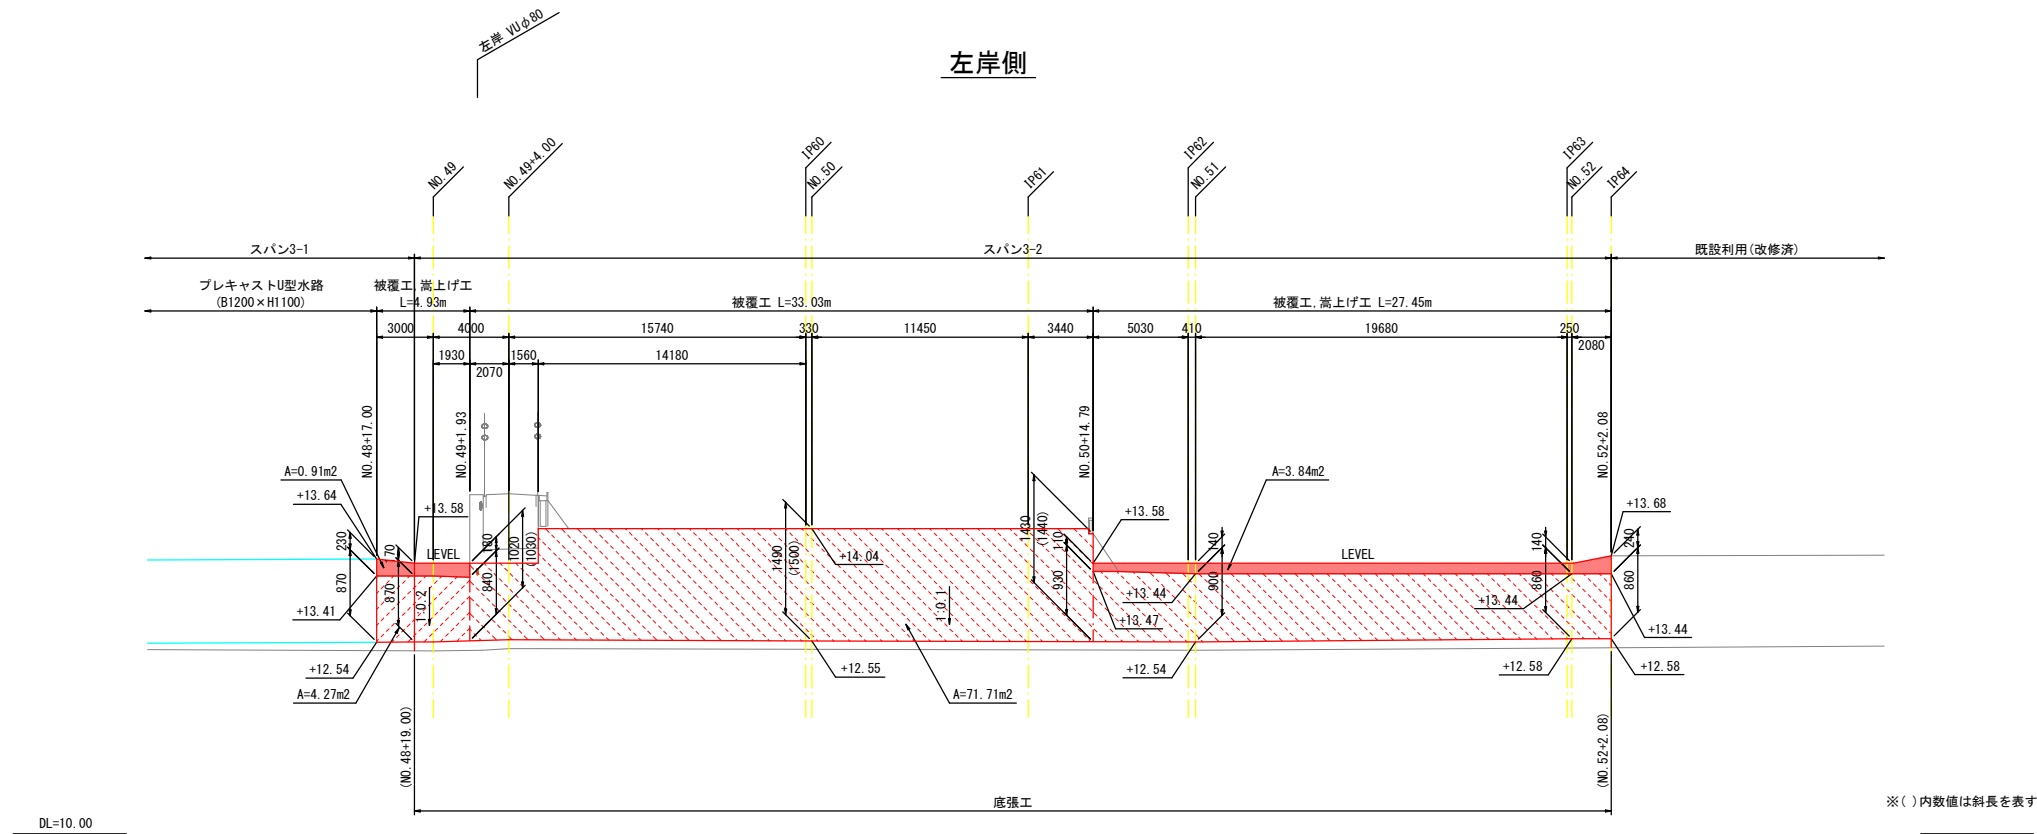 左岸側
左岸 VUφ80
NO.49
NO.49+4.00
IP60
NO.50
IP61
IP62
NO.51
IP63
NO.52
IP64
スパン3-1
スパン3-2
既設利用(改修済)
プレキャストU型水路
(B1200×H1100)
被覆工,嵩上げ工
L=4.93m
被覆工 L=33.03m
被覆工,嵩上げ工 L=27.45m
3000
4000
15740
330
11450
3440
5030
410
19680
250
1930
2070
1560
14180
2080
NO.48+17.00
NO.49+1.93
NO.50+14.79
NO.52+2.08
A=0.91m2
+13.64
+13.58
A=3.84m2
+13.58
+13.68
230
870
170
870
LEVEL
180
840
1020
(1030)
1490
(1500)
+14.04
1430
(1440)
110
930
140
900
LEVEL
140
860
240
860
1:0.2
1:0.1
+13.41
+13.44
+13.47
+13.44
+13.44
+12.54
+12.55
+12.54
+12.58
+12.58
A=4.27m2
A=71.71m2
(NO.48+19.00)
(NO.52+2.08)
底張工
※( )内数値は斜長を表す
DL=10.00